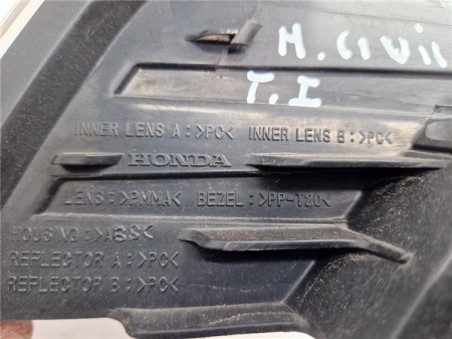 H. CIVIC
T. I
INNER LENS A:>PC< INNER LENS B:>PC<
HONDA
LENS:>PMMA< BEZEL:>PP-T20<
HOUSING:>ABS<
REFLECTOR A:>PC<
REFLECTOR B:>PC<